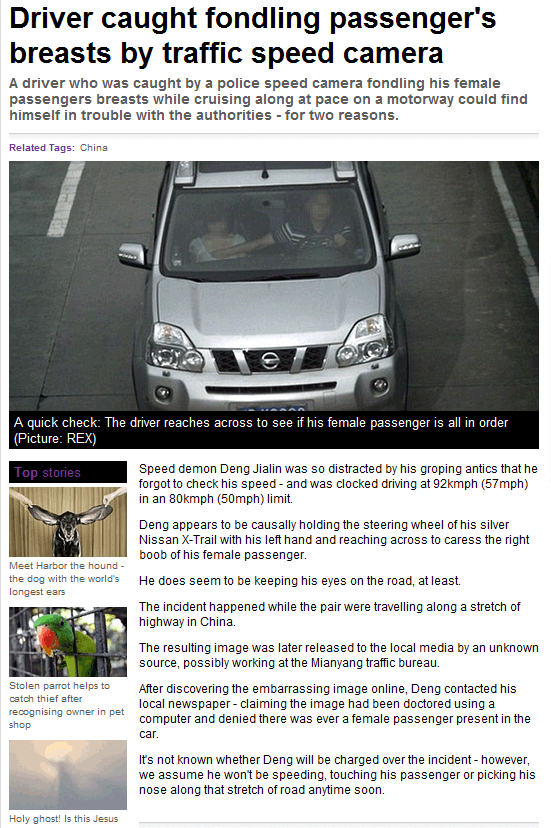 Driver caught fondling passenger's
breasts by traffic speed camera
A driver who was caught by a police speed camera fondling his female
passengers breasts while cruising along at pace on a motorway could find
himself in trouble with the authorities - for two reasons.
Related Tags: China
A quick check: The driver reaches across to see if his female passenger is all in order
(Picture: REX)
Top stories
Meet Harbor the hound -
the dog with the world's
longest ears
Stolen parrot helps to
catch thief after
recognising owner in pet
shop
Holy ghost! Is this Jesus
Speed demon Deng Jialin was so distracted by his groping antics that he
forgot to check his speed - and was clocked driving at 92kmph (57mph)
in an 80kmph (50mph) limit.
Deng appears to be causally holding the steering wheel of his silver
Nissan X-Trail with his left hand and reaching across to caress the right
boob of his female passenger.
He does seem to be keeping his eyes on the road, at least.
The incident happened while the pair were travelling along a stretch of
highway in China.
The resulting image was later released to the local media by an unknown
source, possibly working at the Mianyang traffic bureau.
After discovering the embarrassing image online, Deng contacted his
local newspaper - claiming the image had been doctored using a
computer and denied there was ever a female passenger present in the
car.
It's not known whether Deng will be charged over the incident - however,
we assume he won't be speeding, touching his passenger or picking his
nose along that stretch of road anytime soon.